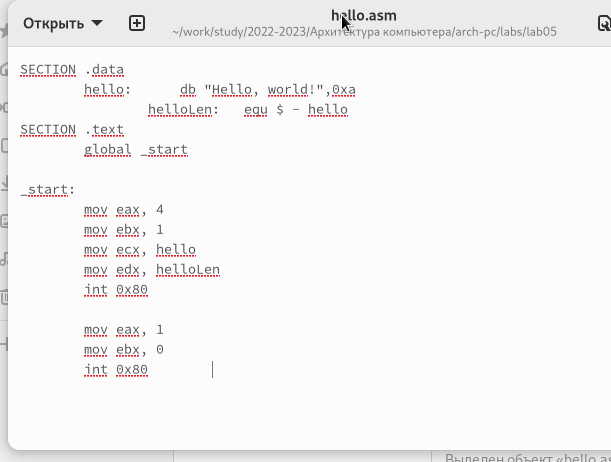 Открыть
hello.asm
~/work/study/2022-2023/Архитектура компьютера/arch-pc/labs/lab05
SECTION .data
hello: db "Hello, world!",0xa
helloLen: equ $ - hello
SECTION .text
global _start
_start:
mov eax, 4
mov ebx, 1
mov ecx, hello
mov edx, helloLen
int 0x80
mov eax, 1
mov ebx, 0
int 0x80
Выделен объект «hello.as